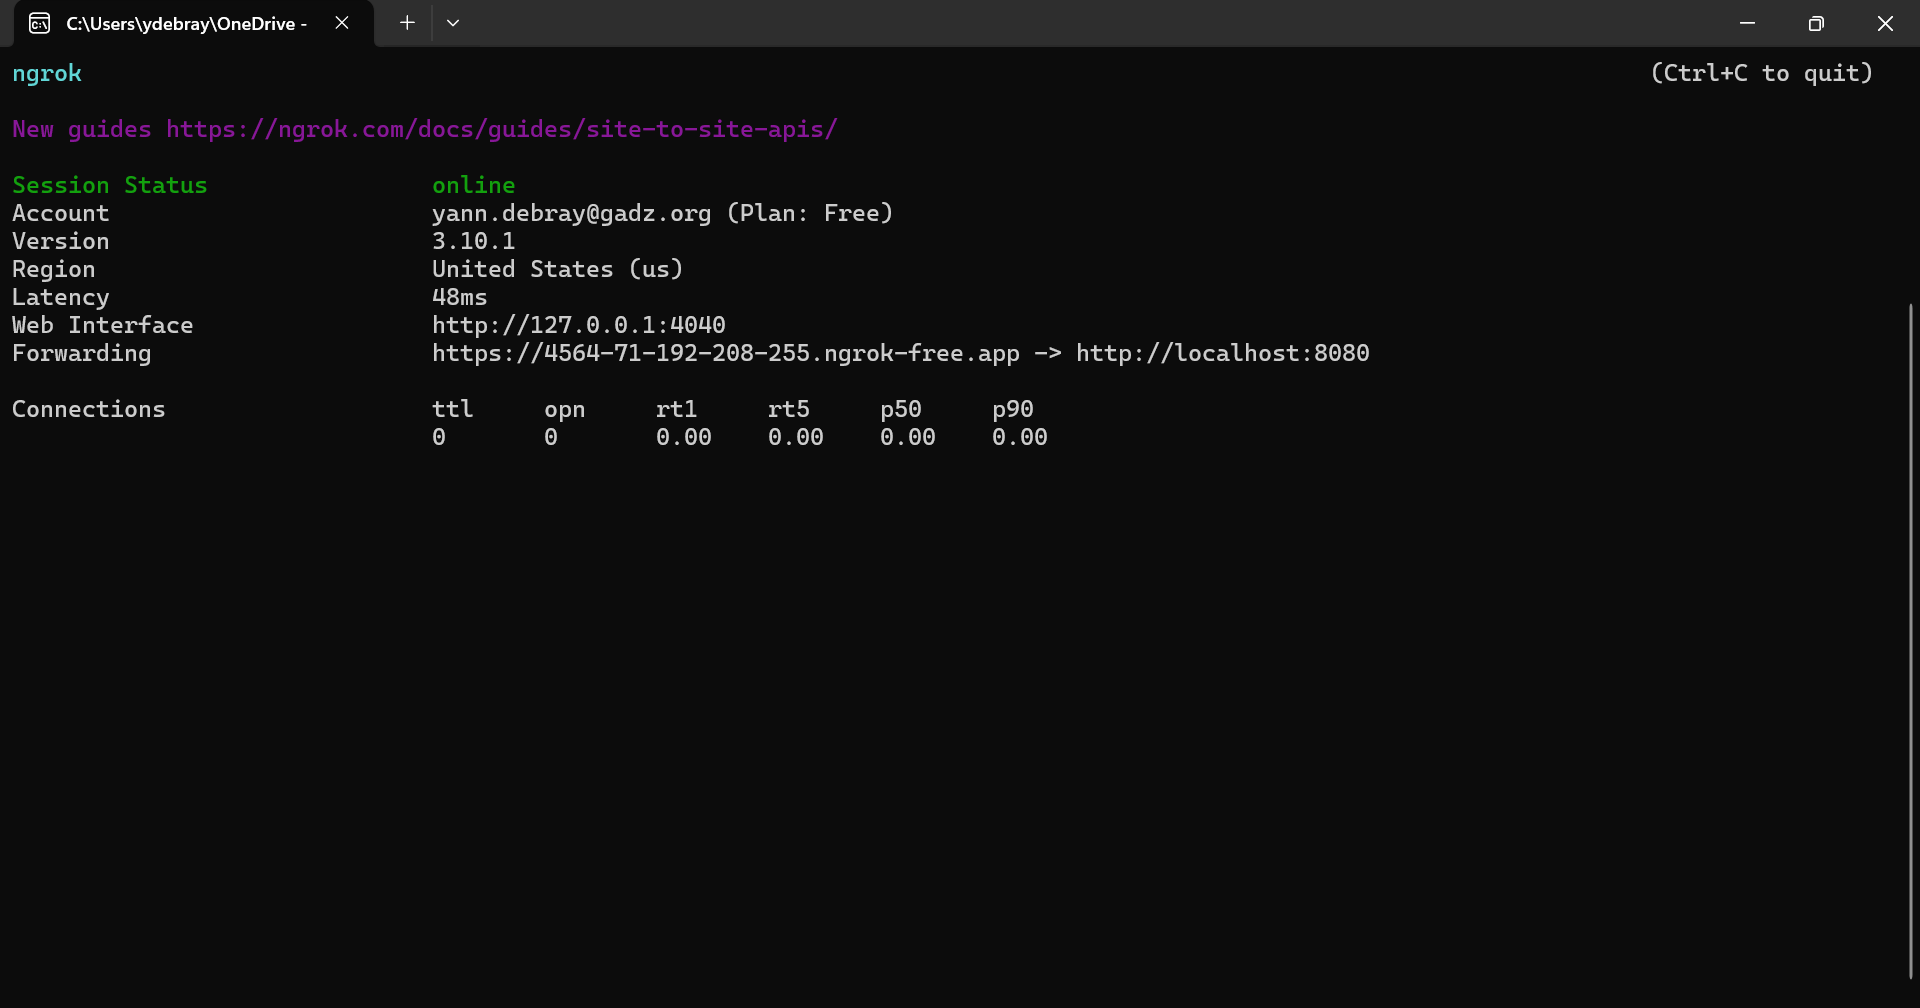 C:\Users\ydebray\OneDrive -
ngrok (Ctrl+C to quit)
New guides https://ngrok.com/docs/guides/site-to-site-apis/
Session Status online
Account yann.debray@gadz.org (Plan: Free)
Version 3.10.1
Region United States (us)
Latency 48ms
Web Interface http://127.0.0.1:4040
Forwarding https://4564-71-192-208-255.ngrok-free.app -> http://localhost:8080
Connections ttl opn rt1 rt5 p50 p90
0 0 0.00 0.00 0.00 0.00